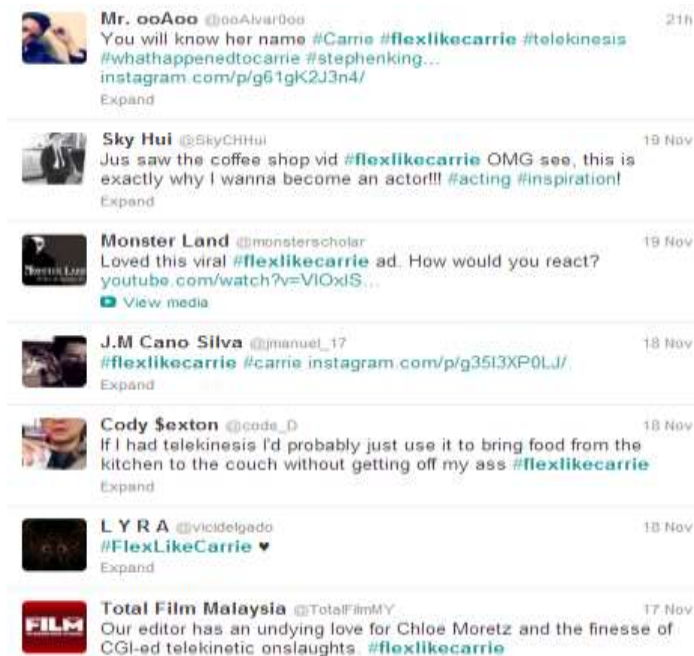 Mr. ooAoo @ooAlvar0oo 21h
You will know her name #Carrie #flexlikecarrie #telekinesis
#whathappenedtocarrie #stephenking...
instagram.com/p/g61gK2J3n4/
Expand
Sky Hui @SkyCHHui 19 Nov
Jus saw the coffee shop vid #flexlikecarrie OMG see, this is
exactly why I wanna become an actor!!! #acting #inspiration!
Expand
Monster Land @monsterscholar 19 Nov
Loved this viral #flexlikecarrie ad. How would you react?
youtube.com/watch?v=VlOxIS...
View media
J.M Cano Silva @jmanuel_17 18 Nov
#flexlikecarrie #carrie instagram.com/p/g35I3XP0LJ/
Expand
Cody $exton @code_D 18 Nov
If I had telekinesis I'd probably just use it to bring food from the
kitchen to the couch without getting off my ass #flexlikecarrie
Expand
L Y R A @vicidelgado 18 Nov
#FlexLikeCarrie ♥
Expand
FILM
Total Film Malaysia @TotalFilmMY 17 Nov
Our editor has an undying love for Chloe Moretz and the finesse of
CGI-ed telekinetic onslaughts. #flexlikecarrie